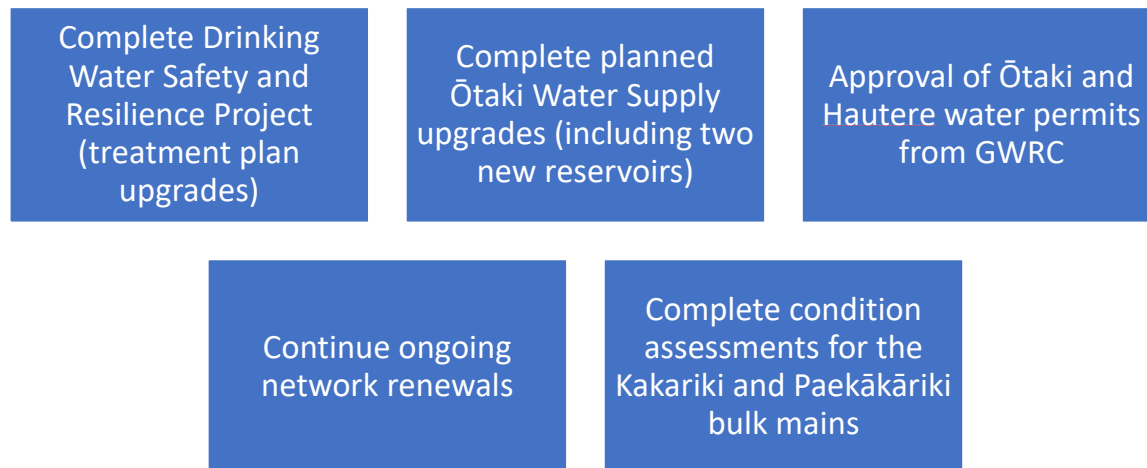 Complete Drinking
Water Safety and
Resilience Project
(treatment plan
upgrades)
Complete planned
Ōtaki Water Supply
upgrades (including two
new reservoirs)
Approval of Ōtaki and
Hautere water permits
from GWRC
Continue ongoing
network renewals
Complete condition
assessments for the
Kakariki and Paekākāriki
bulk mains